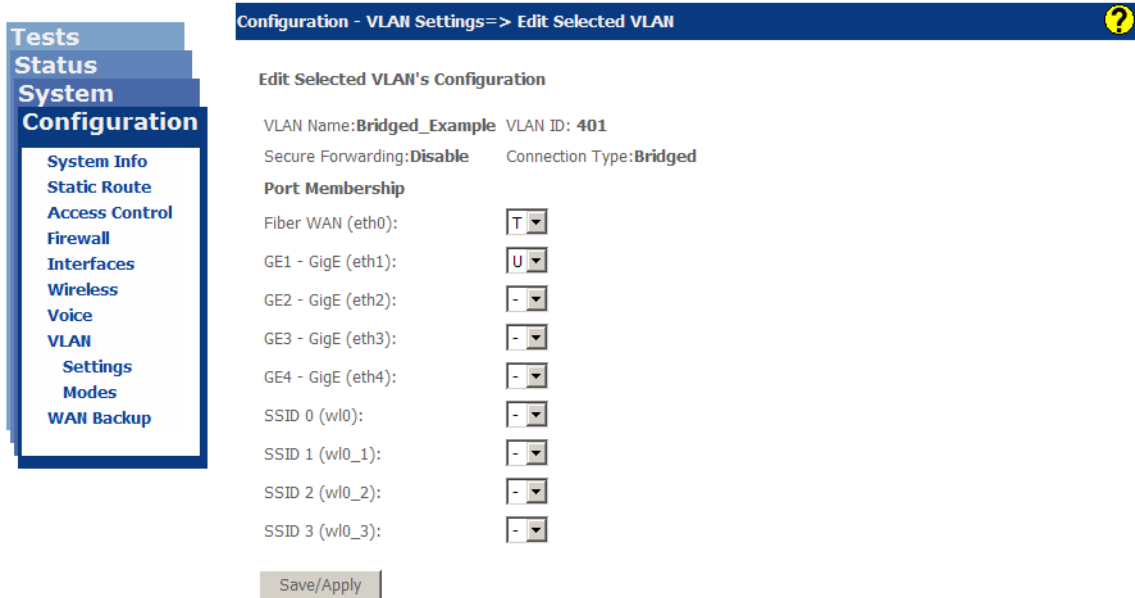 Tests
Status
System
Configuration
System Info
Static Route
Access Control
Firewall
Interfaces
Wireless
Voice
VLAN
Settings
Modes
WAN Backup
Configuration - VLAN Settings=> Edit Selected VLAN
?
Edit Selected VLAN's Configuration
VLAN Name:Bridged_Example VLAN ID: 401
Secure Forwarding:Disable Connection Type:Bridged
Port Membership
Fiber WAN (eth0): T
GE1 - GigE (eth1): U
GE2 - GigE (eth2): -
GE3 - GigE (eth3): -
GE4 - GigE (eth4): -
SSID 0 (wl0): -
SSID 1 (wl0_1): -
SSID 2 (wl0_2): -
SSID 3 (wl0_3): -
Save/Apply